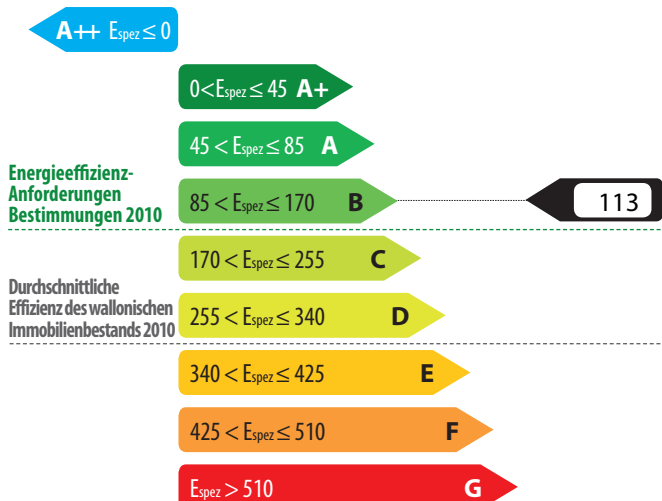 A++ Espez ≤ 0
0<Espez ≤ 45 A+
45 < Espez ≤ 85 A
Energieeffizienz-
Anforderungen
Bestimmungen 2010
85 < Espez ≤ 170 B
113
170 < Espez ≤ 255 C
Durchschnittliche
Effizienz des wallonischen
Immobilienbestands 2010
255 < Espez ≤ 340 D
340 < Espez ≤ 425 E
425 < Espez ≤ 510 F
Espez > 510 G